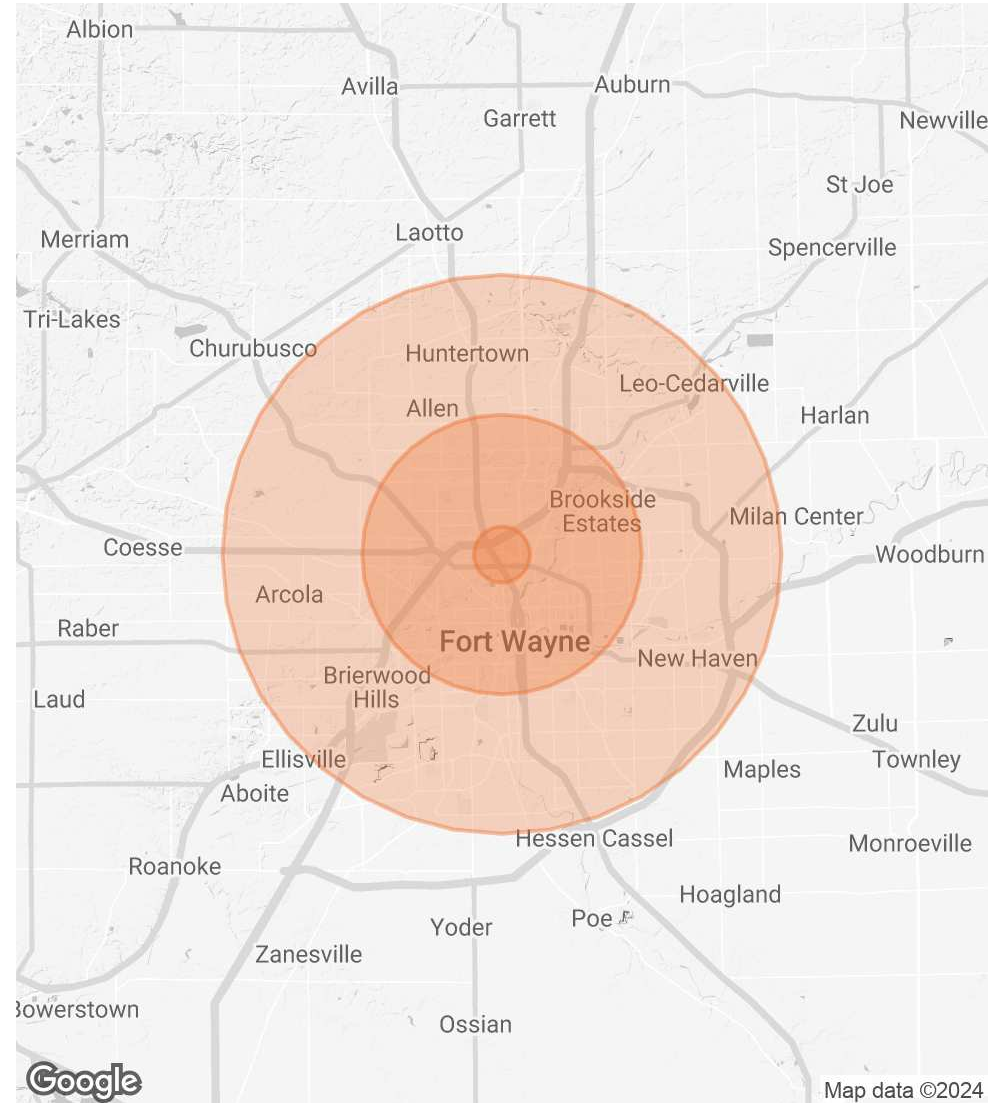 Albion
Avilla
Auburn
Garrett
Newville
St Joe
Laotto
Merriam
Spencerville
Tri-Lakes
Churubusco
Huntertown
Leo-Cedarville
Allen
Harlan
Brookside
Estates
Milan Center
Coesse
Woodburn
Arcola
Raber
Fort Wayne
New Haven
Brierwood
Hills
Laud
Zulu
Ellisville
Townley
Maples
Aboite
Hessen Cassel
Monroeville
Roanoke
Hoagland
Poe
Yoder
Zanesville
Bowerstown
Ossian
Google
Map data ©2024